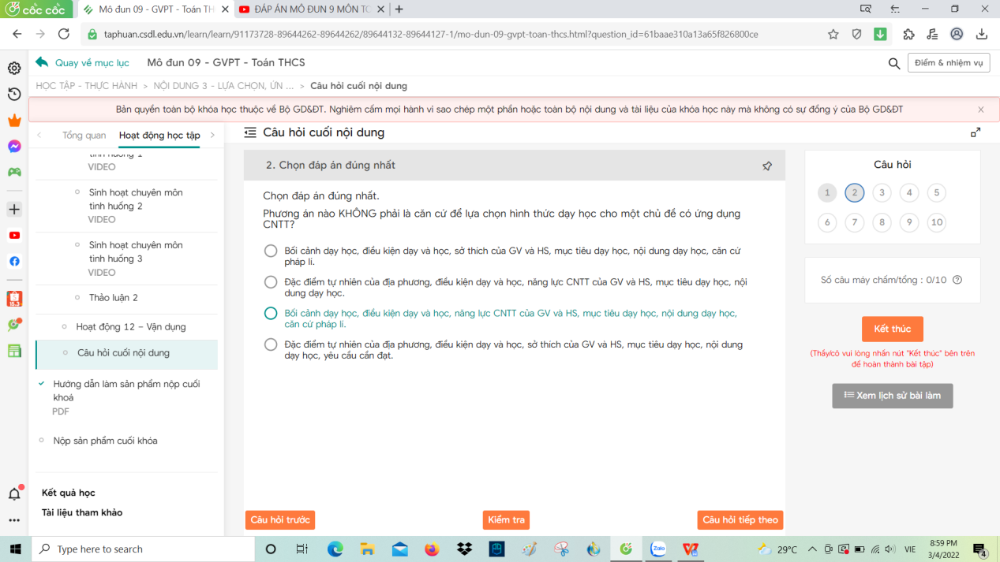 cốc cốc
Mô đun 09 - GVPT - Toán TH
ĐÁP ÁN MÔ ĐUN 9 MÔN TO
taphuan.csdl.edu.vn/learn/learn/91173728-89644262-89644262/89644132-89644127-1/mo-dun-09-gvpt-toan-thcs.html?question_id=61baae310a13a65f826800ce
Quay về mục lục
Mô đun 09 - GVPT - Toán THCS
Điểm & nhiệm vụ
HỌC TẬP - THỰC HÀNH > NỘI DUNG 3 - LỰA CHỌN, ỨN ... > Câu hỏi cuối nội dung
Bản quyền toàn bộ khóa học thuộc về Bộ GD&ĐT. Nghiêm cấm mọi hành vi sao chép một phần hoặc toàn bộ nội dung và tài liệu của khóa học này mà không có sự đồng ý của Bộ GD&ĐT
Tổng quan
Hoạt động học tập
tình huống 1
VIDEO
Sinh hoạt chuyên môn
tình huống 2
VIDEO
Sinh hoạt chuyên môn
tình huống 3
VIDEO
Thảo luận 2
Hoạt động 12 – Vận dụng
Câu hỏi cuối nội dung
Hướng dẫn làm sản phẩm nộp cuối
khoá
PDF
Nộp sản phẩm cuối khóa
Kết quả học
Tài liệu tham khảo
Câu hỏi cuối nội dung
2. Chọn đáp án đúng nhất
Chọn đáp án đúng nhất.
Phương án nào KHÔNG phải là căn cứ để lựa chọn hình thức dạy học cho một chủ đề có ứng dụng
CNTT?
Bối cảnh dạy học, điều kiện dạy và học, sở thích của GV và HS, mục tiêu dạy học, nội dung dạy học, căn cứ
pháp lí.
Đặc điểm tự nhiên của địa phương, điều kiện dạy và học, năng lực CNTT của GV và HS, mục tiêu dạy học, nội
dung dạy học.
Bối cảnh dạy học, điều kiện dạy và học, năng lực CNTT của GV và HS, mục tiêu dạy học, nội dung dạy học,
căn cứ pháp lí.
Đặc điểm tự nhiên của địa phương, điều kiện dạy và học, sở thích của GV và HS, mục tiêu dạy học, nội dung
dạy học, yêu cầu cần đạt.
Câu hỏi trước
Kiểm tra
Câu hỏi tiếp theo
Câu hỏi
1 2 3 4 5
6 7 8 9 10
Số câu máy chấm/tổng : 0/10
Kết thúc
(Thầy/cô vui lòng nhấn nút "Kết thúc" bên trên
để hoàn thành bài tập)
Xem lịch sử bài làm
15.3
Type here to search
Zalo
29°C
VIE
8:59 PM
3/4/2022
4